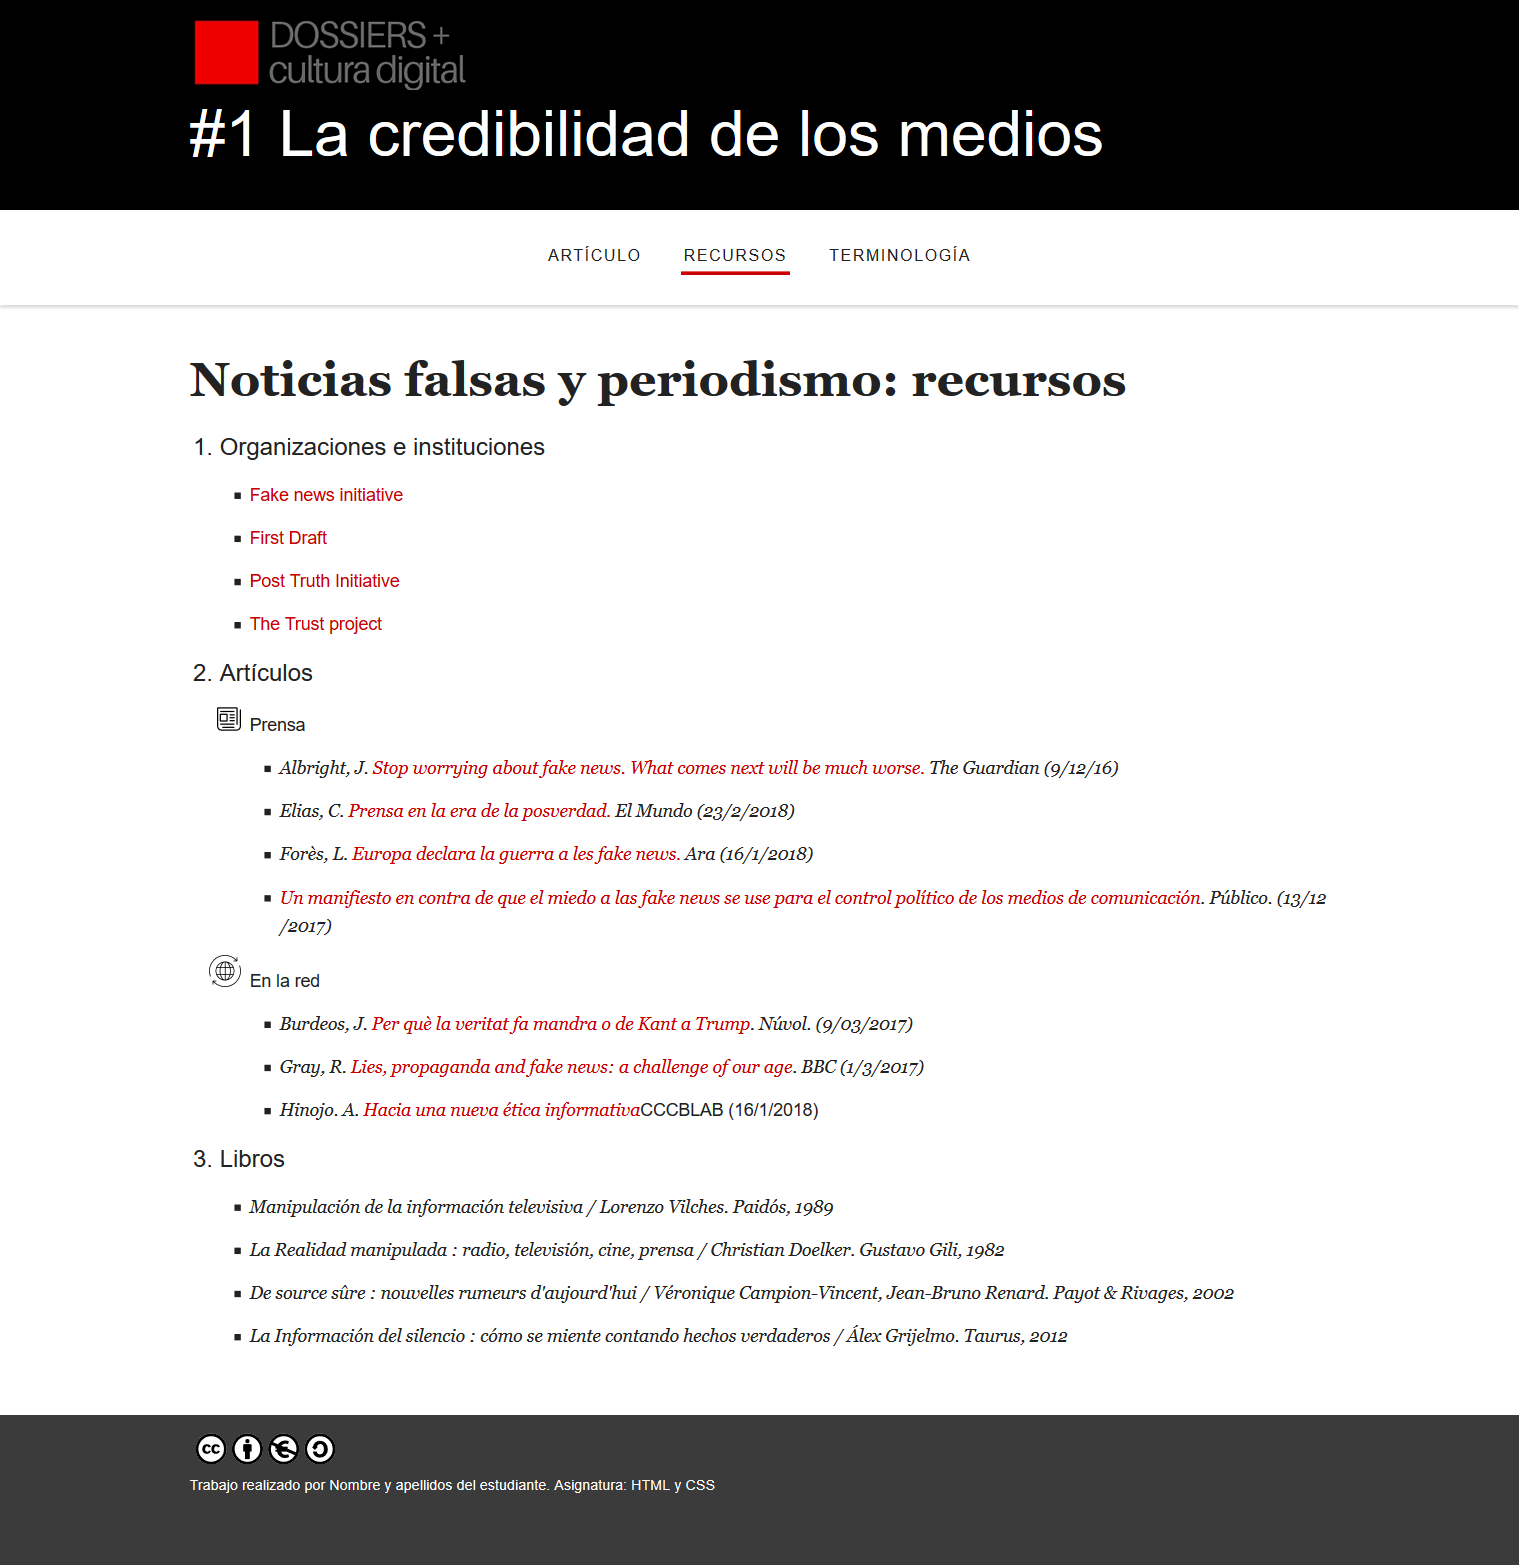 DOSSIERS +
cultura digital
#1 La credibilidad de los medios
ARTÍCULO RECURSOS TERMINOLOGÍA
Noticias falsas y periodismo: recursos
1. Organizaciones e instituciones
▪ Fake news initiative
▪ First Draft
▪ Post Truth Initiative
▪ The Trust project
2. Artículos
Prensa
▪ Albright, J. Stop worrying about fake news. What comes next will be much worse. The Guardian (9/12/16)
▪ Elias, C. Prensa en la era de la posverdad. El Mundo (23/2/2018)
▪ Forès, L. Europa declara la guerra a les fake news. Ara (16/1/2018)
▪ Un manifiesto en contra de que el miedo a las fake news se use para el control político de los medios de comunicación. Público. (13/12
/2017)
En la red
▪ Burdeos, J. Per què la veritat fa mandra o de Kant a Trump. Núvol. (9/03/2017)
▪ Gray, R. Lies, propaganda and fake news: a challenge of our age. BBC (1/3/2017)
▪ Hinojo. A. Hacia una nueva ética informativaCCCBLAB (16/1/2018)
3. Libros
▪ Manipulación de la información televisiva / Lorenzo Vilches. Paidós, 1989
▪ La Realidad manipulada : radio, televisión, cine, prensa / Christian Doelker. Gustavo Gili, 1982
▪ De source sûre : nouvelles rumeurs d'aujourd'hui / Véronique Campion-Vincent, Jean-Bruno Renard. Payot & Rivages, 2002
▪ La Información del silencio : cómo se miente contando hechos verdaderos / Álex Grijelmo. Taurus, 2012
cc
Trabajo realizado por Nombre y apellidos del estudiante. Asignatura: HTML y CSS